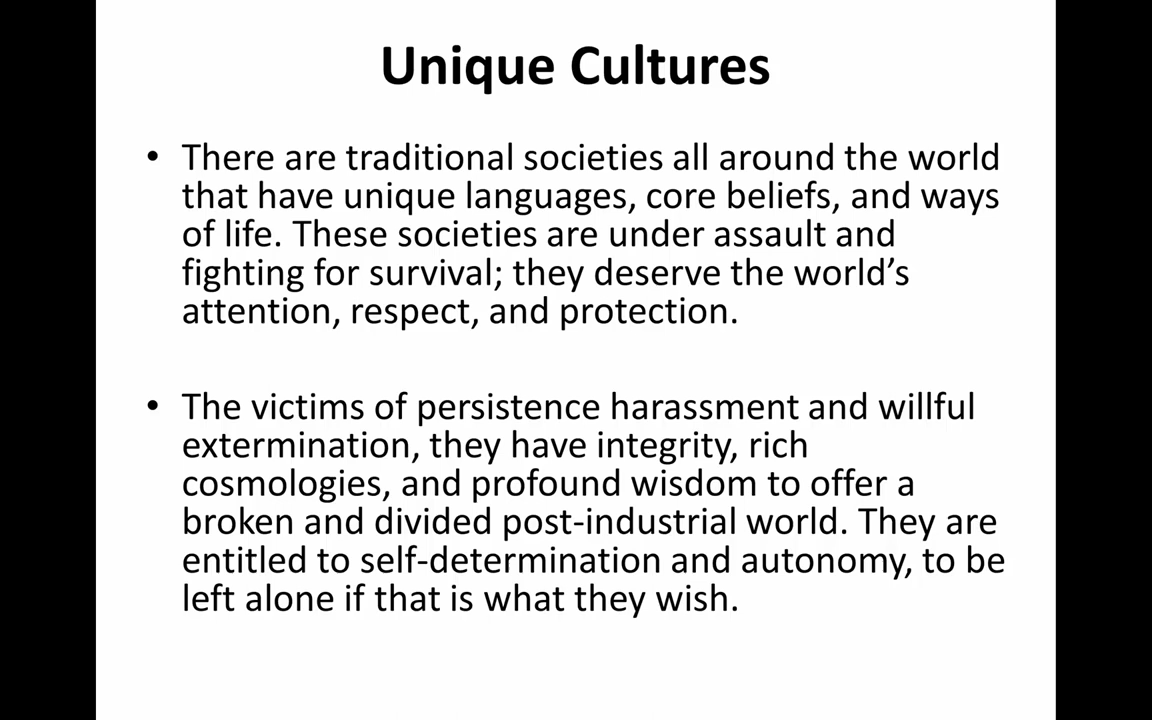 Unique Cultures
• There are traditional societies all around the world
that have unique languages, core beliefs, and ways
of life. These societies are under assault and
fighting for survival; they deserve the world’s
attention, respect, and protection.
• The victims of persistence harassment and willful
extermination, they have integrity, rich
cosmologies, and profound wisdom to offer a
broken and divided post-industrial world. They are
entitled to self-determination and autonomy, to be
left alone if that is what they wish.